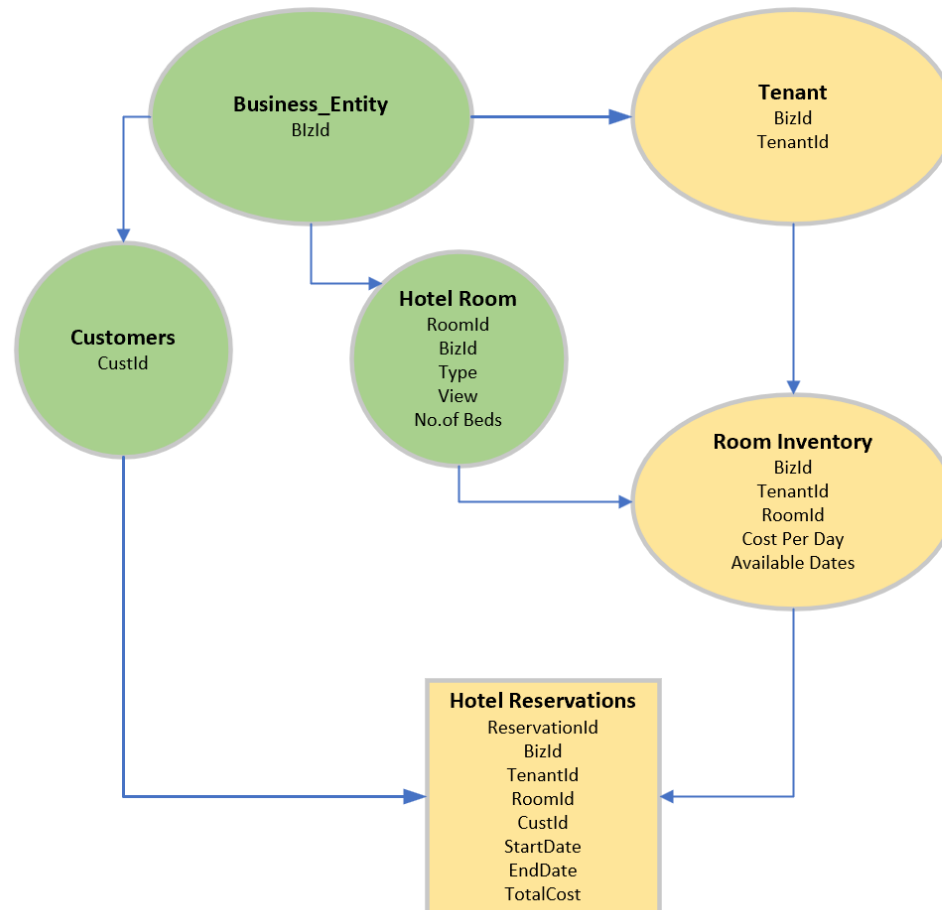 Business_Entity
BIzId
Tenant
BizId
TenantId
Customers
CustId
Hotel Room
RoomId
BizId
Type
View
No.of Beds
Room Inventory
BizId
TenantId
RoomId
Cost Per Day
Available Dates
Hotel Reservations
ReservationId
BizId
TenantId
RoomId
CustId
StartDate
EndDate
TotalCost